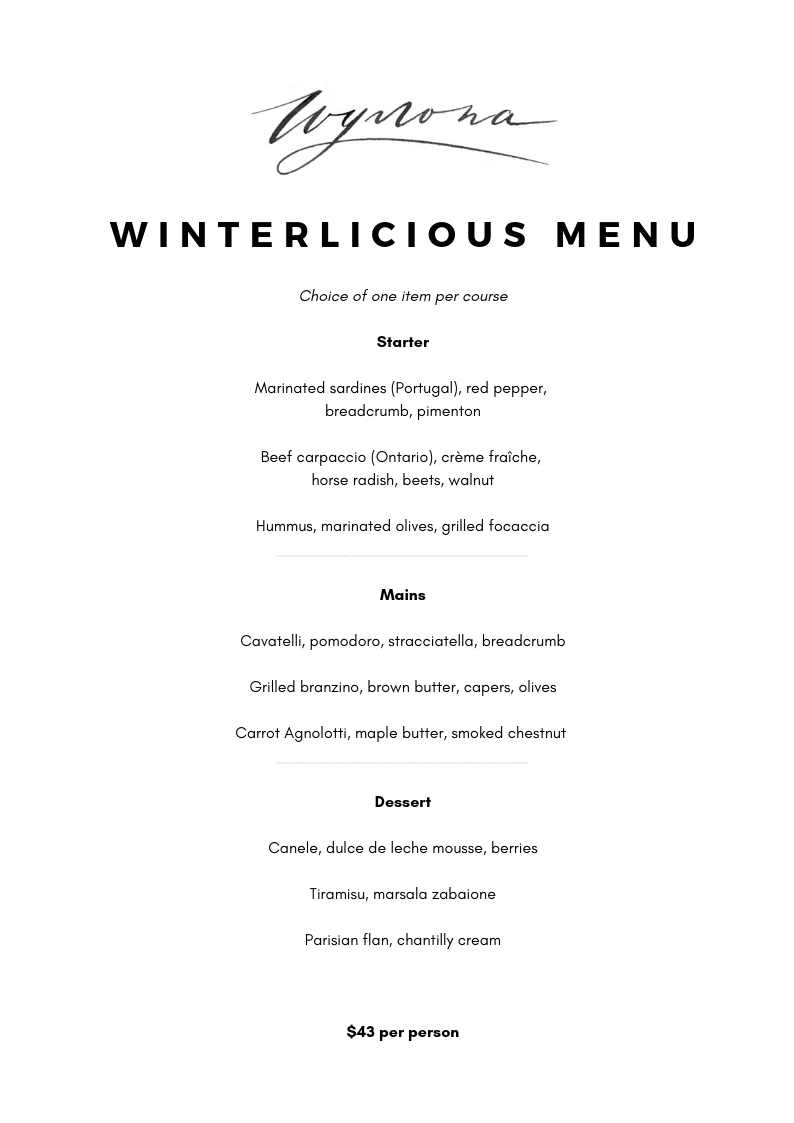 Wynona
WINTERLICIOUS MENU
Choice of one item per course
Starter
Marinated sardines (Portugal), red pepper,
breadcrumb, pimenton
Beef carpaccio (Ontario), crème fraîche,
horse radish, beets, walnut
Hummus, marinated olives, grilled focaccia
Mains
Cavatelli, pomodoro, stracciatella, breadcrumb
Grilled branzino, brown butter, capers, olives
Carrot Agnolotti, maple butter, smoked chestnut
Dessert
Canele, dulce de leche mousse, berries
Tiramisu, marsala zabaione
Parisian flan, chantilly cream
$43 per person